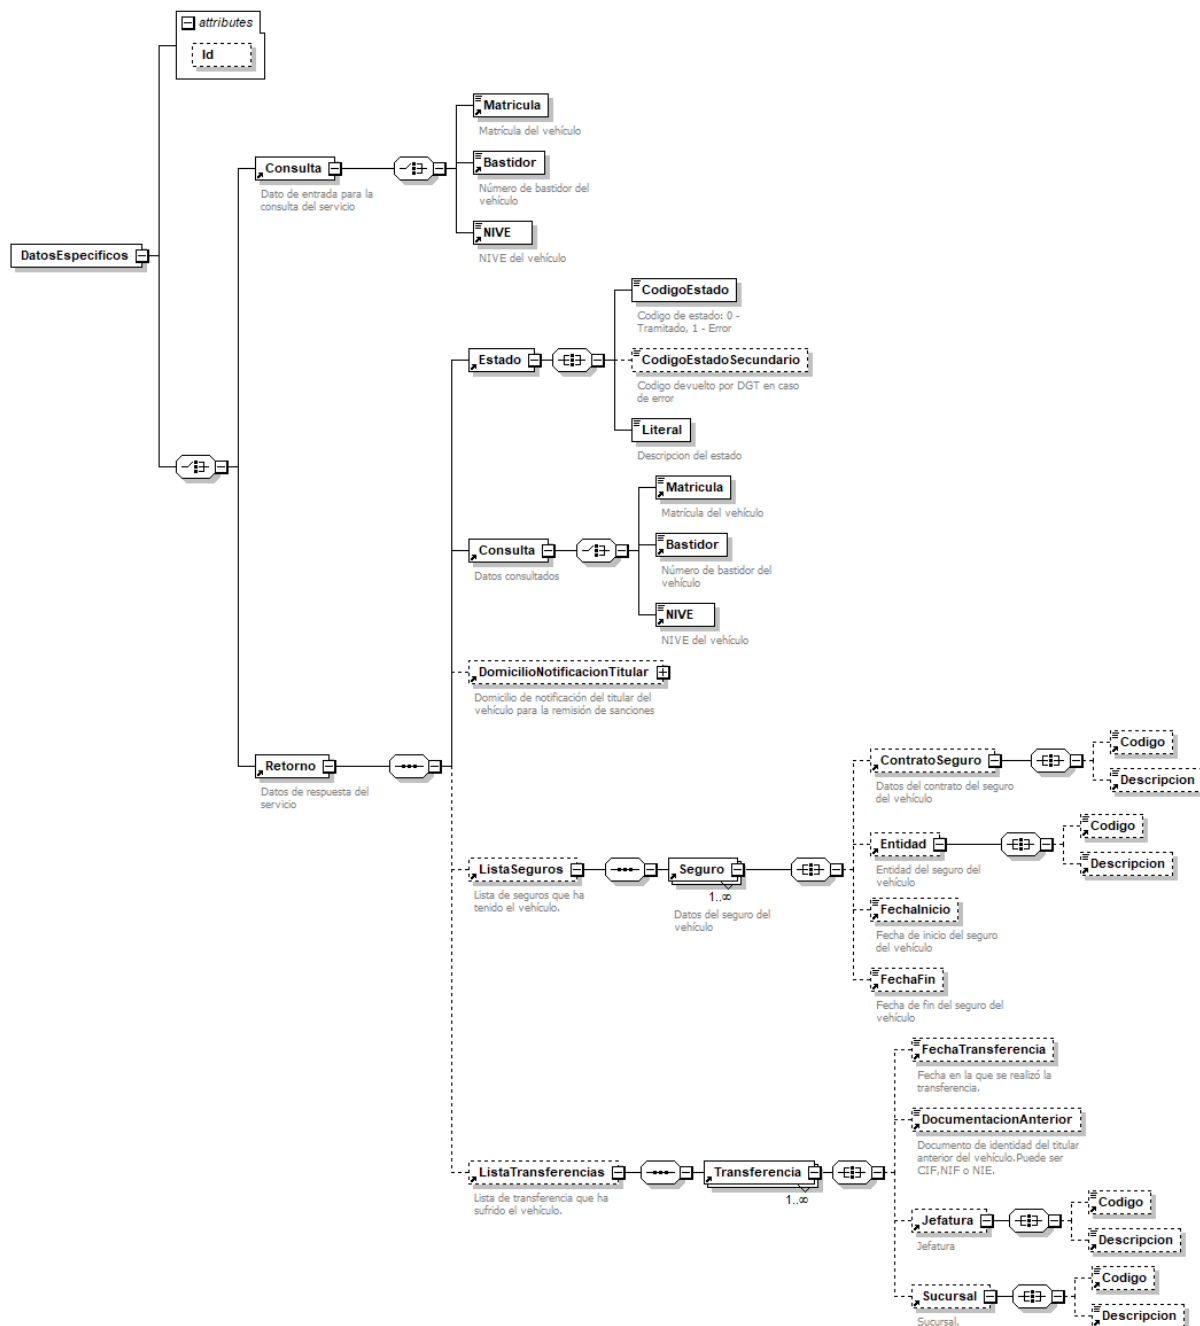 attributes
Id
Matricula
Matrícula del vehículo
Bastidor
Número de bastidor del
vehículo
NIVE
NIVE del vehículo
Consulta
Dato de entrada para la
consulta del servicio
DatosEspecificos
CodigoEstado
Codigo de estado: 0 -
Tramitado, 1 - Error
Estado
CodigoEstadoSecundario
Codigo devuelto por DGT en caso
de error
Literal
Descripcion del estado
Matricula
Matrícula del vehículo
Consulta
Datos consultados
Bastidor
Número de bastidor del
vehículo
NIVE
NIVE del vehículo
DomicilioNotificacionTitular
Domicilio de notificación del titular del
vehículo para la remisión de sanciones
Retorno
Datos de respuesta del
servicio
ContratoSeguro
Datos del contrato del seguro
del vehículo
Codigo
Descripcion
Entidad
Entidad del seguro del
vehículo
Codigo
Descripcion
ListaSeguros
Lista de seguros que ha
tenido el vehículo.
Seguro
1..∞
Datos del seguro del
vehículo
FechaInicio
Fecha de inicio del seguro
del vehículo
FechaFin
Fecha de fin del seguro del
vehículo
FechaTransferencia
Fecha en la que se realizó la
transferencia.
DocumentacionAnterior
Documento de identidad del titular
anterior del vehículo.Puede ser
CIF,NIF o NIE.
ListaTransferencias
Lista de transferencia que ha
sufrido el vehículo.
Transferencia
1..∞
Jefatura
Jefatura
Codigo
Descripcion
Sucursal
Sucursal.
Codigo
Descripcion